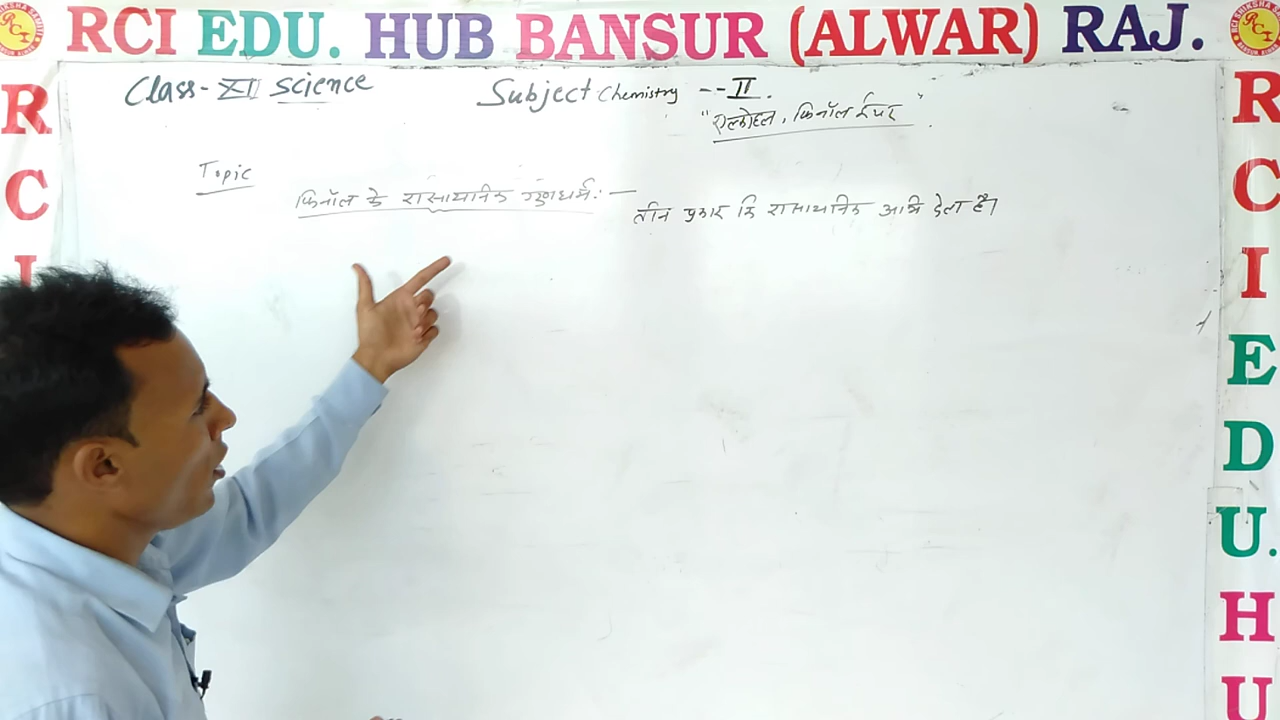 RCI EDU. HUB BANSUR (ALWAR) RAJ.
Class- XII Science
Subject Chemistry -- II.
"एल्कोहल, फिनॉल ईथर"
Topic
फिनॉल के रासायनिक गुणधर्म:-
तीन प्रकार कि रासायनिक अभि देता है।
R
C
I
R
C
I
E
D
U.
H
U